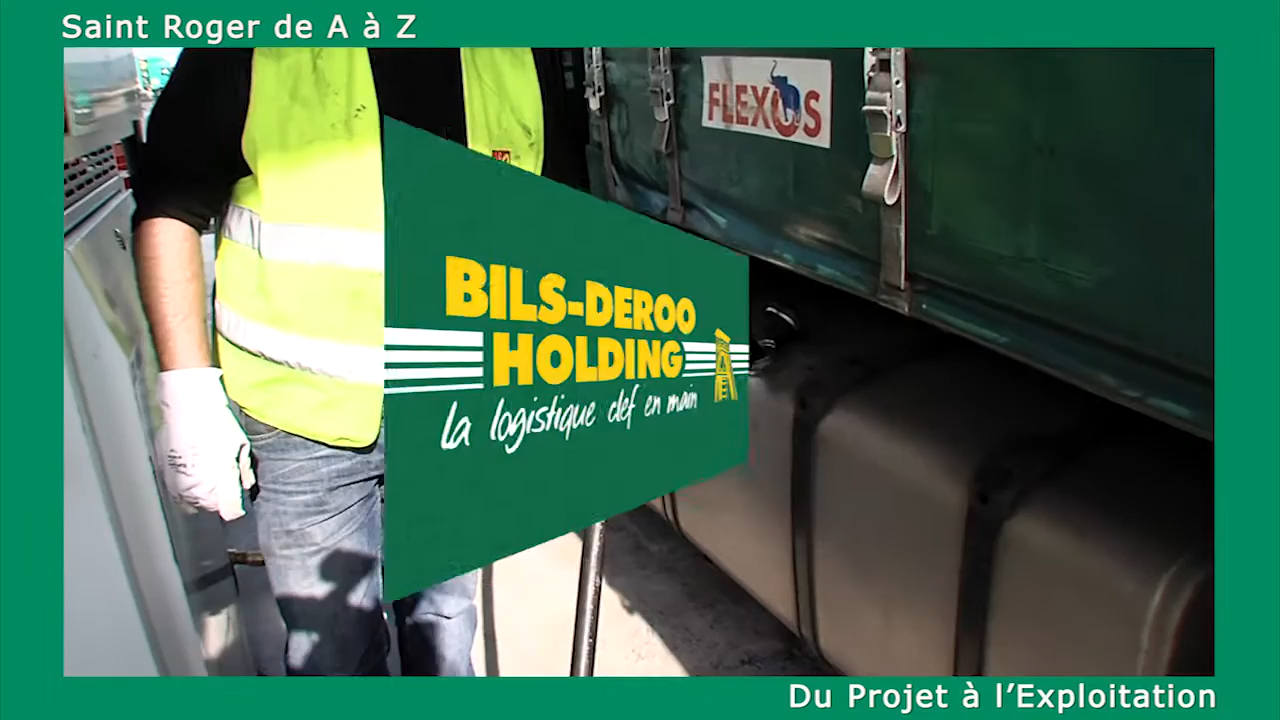 Saint Roger de A à Z
FLEXOS
BILS-DEROO
HOLDING
la logistique clef en main
Du Projet à l'Exploitation